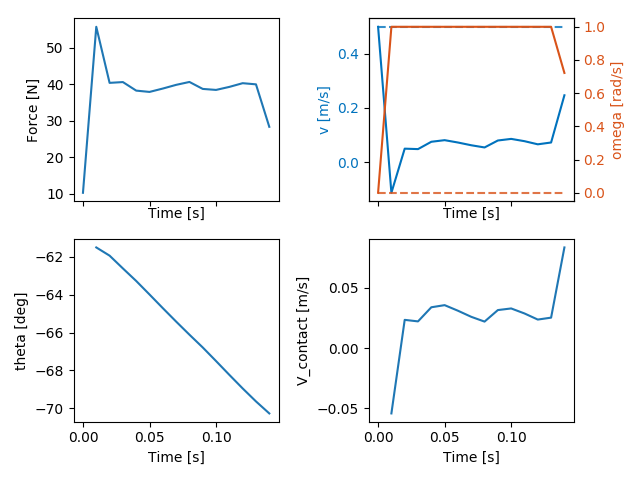 50
40
30
20
10
Force [N]
Time [s]
0.4
0.2
0.0
v [m/s]
1.0
0.8
0.6
0.4
0.2
0.0
omega [rad/s]
Time [s]
−62
−64
−66
−68
−70
theta [deg]
0.00 0.05 0.10
Time [s]
0.05
0.00
−0.05
V_contact [m/s]
0.00 0.05 0.10
Time [s]